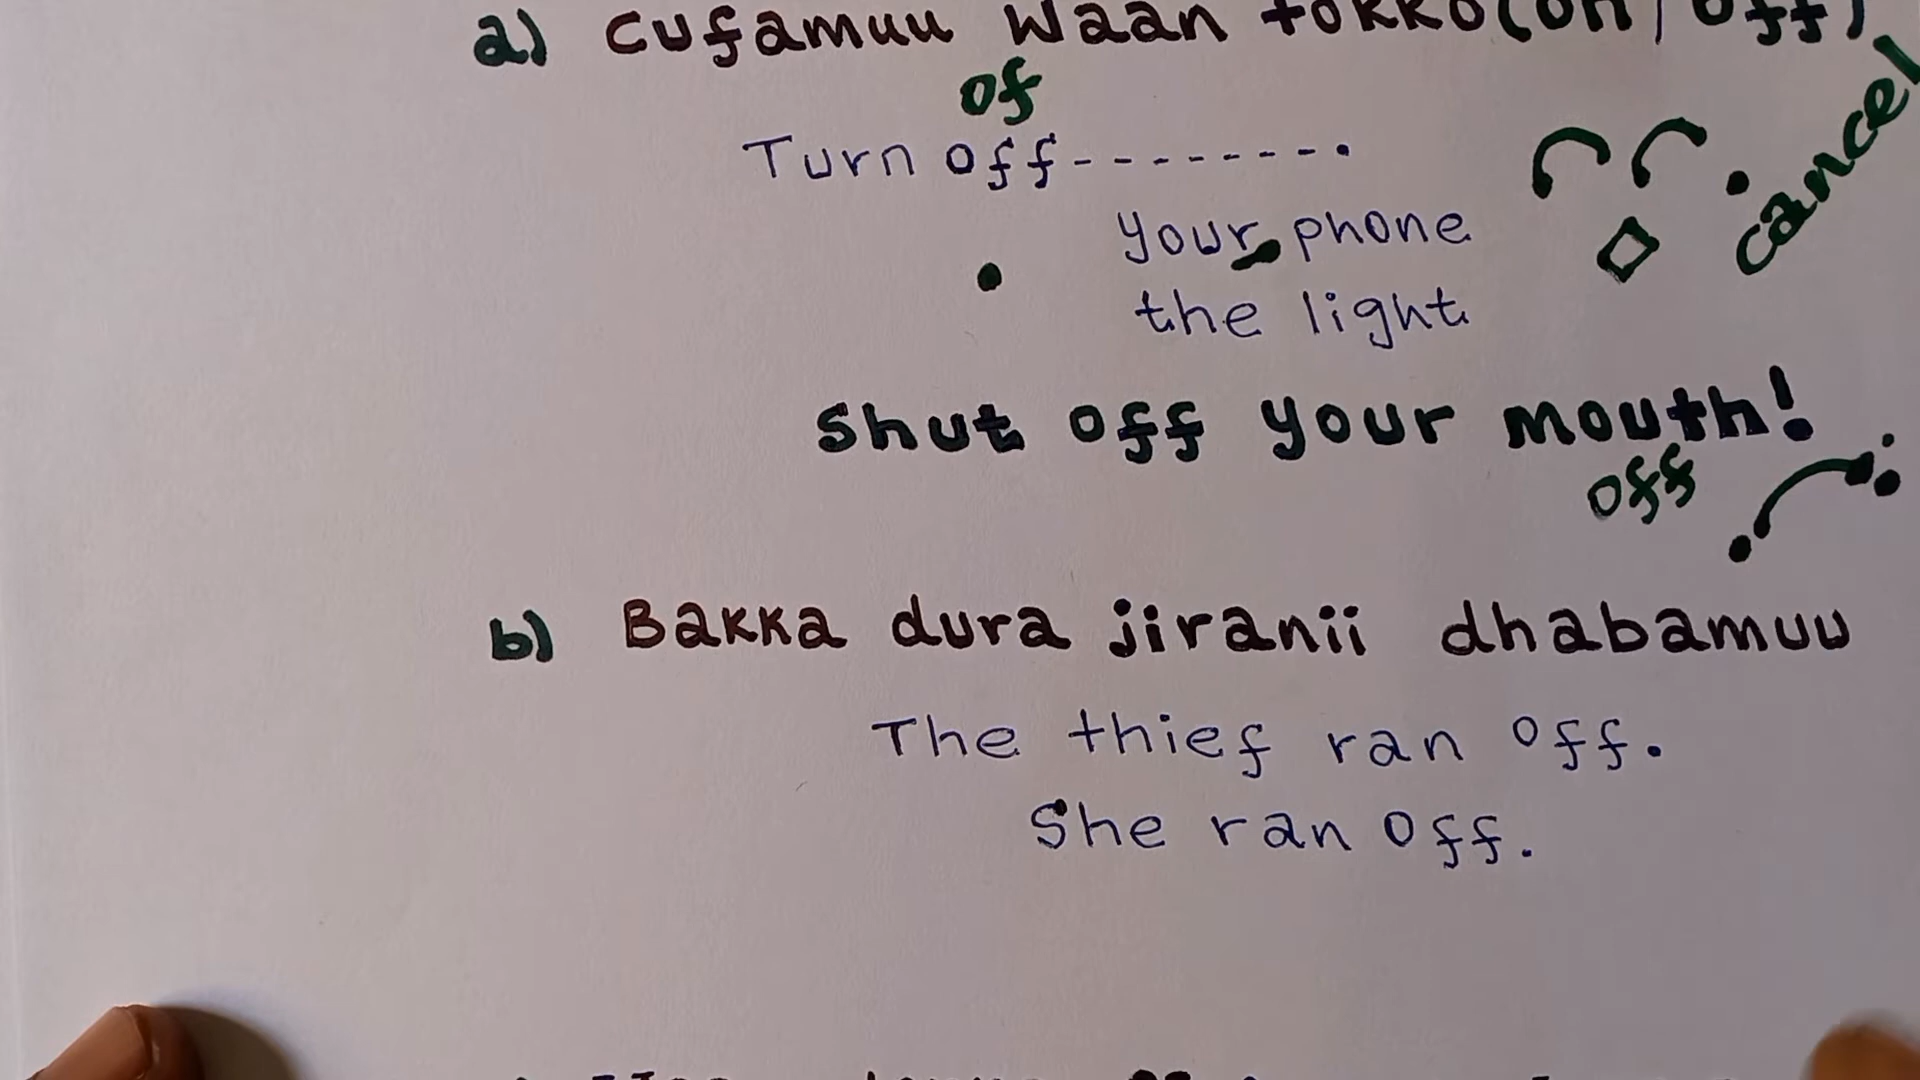 a) Cufamuu waan tokko (on / off)
of
cancel
Turn off---------.
your phone
the light
Shut off your mouth!
off
b) Bakka dura jiranii dhabamuu
The thief ran off.
She ran off.